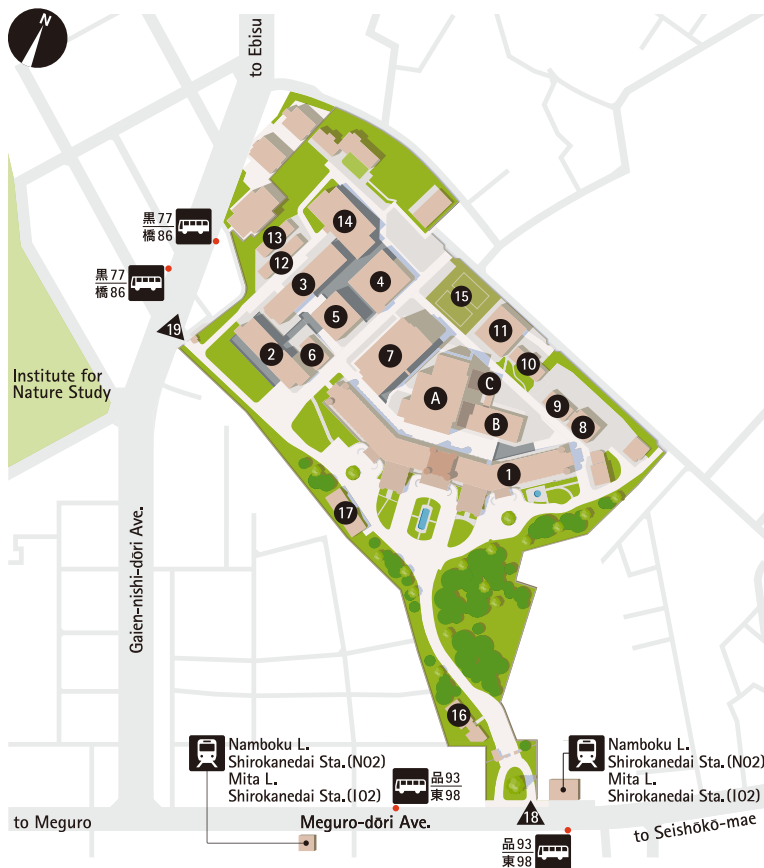 N
to Ebisu
黒77
橋86
黒77
橋86
14
13
12
3
4
15
5
11
19
2
6
7
10
A
C
9
B
8
Institute for
Nature Study
1
17
Gaien-nishi-dōri Ave.
16
Namboku L.
Shirokanedai Sta.(N02)
Mita L.
Shirokanedai Sta.(I02)
品93
東98
Namboku L.
Shirokanedai Sta.(N02)
Mita L.
Shirokanedai Sta.(I02)
to Meguro
Meguro-dōri Ave.
18
to Seishōkō-mae
品93
東98